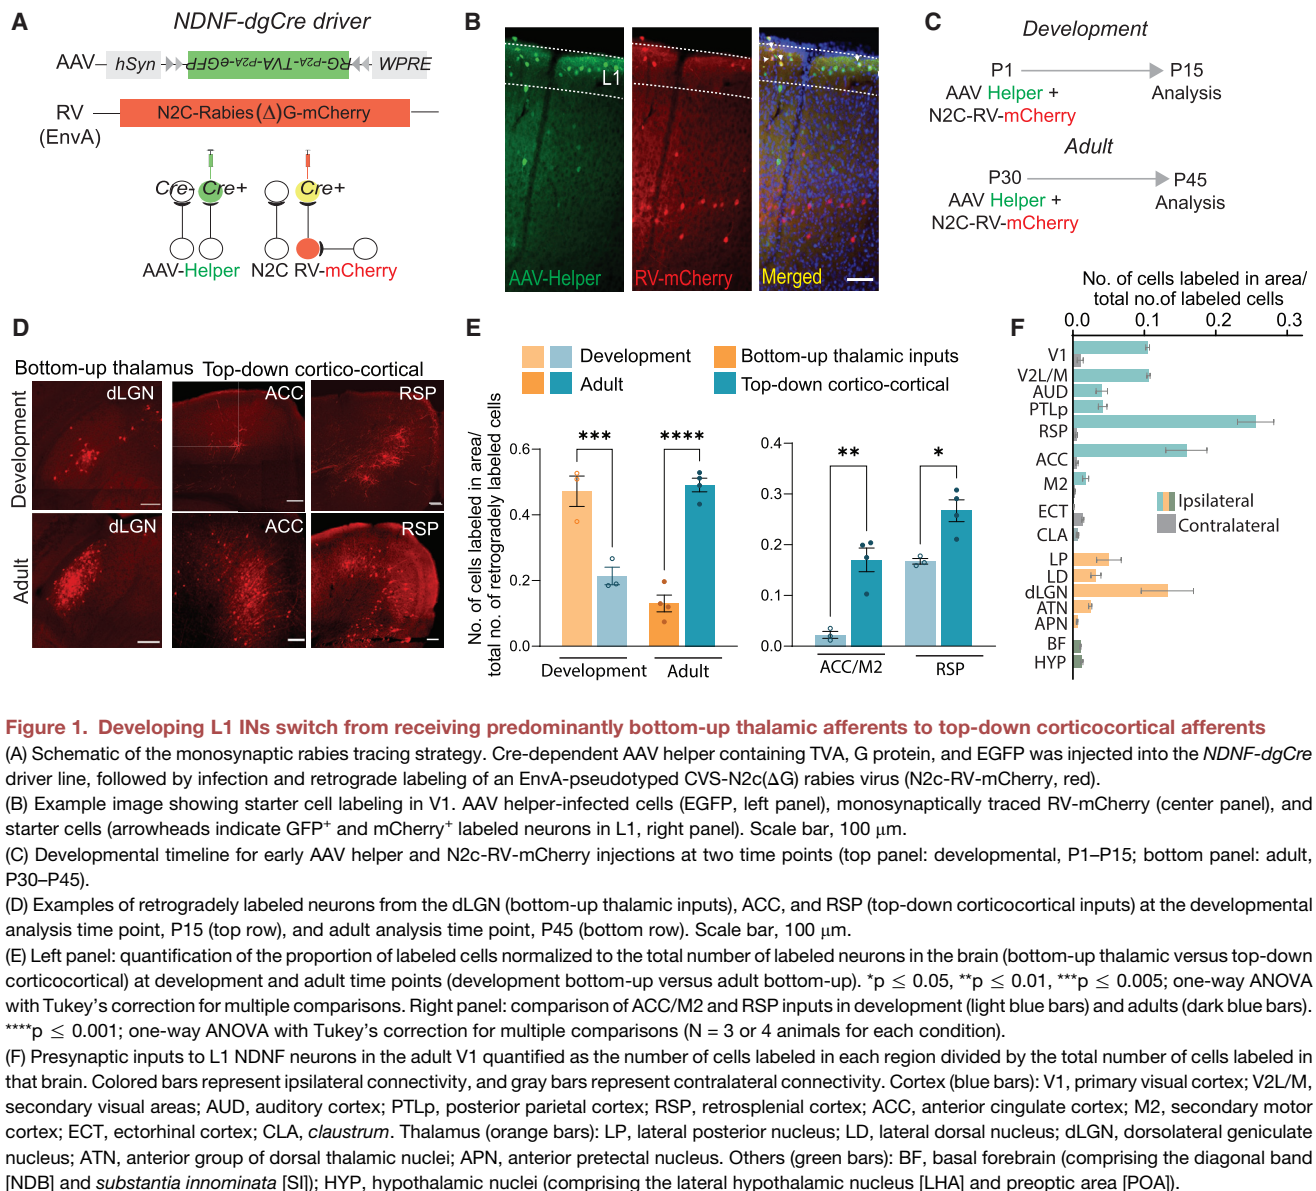 A
NDNF-dgCre driver
AAV
hSyn
RG-P2A-TVA-P2A-eGFP
WPRE
RV
(EnvA)
N2C-Rabies(Δ)G-mCherry
Cre- Cre+
Cre+
AAV-Helper
N2C RV-mCherry
B
L1
AAV-Helper
RV-mCherry
Merged
C
Development
P1
P15
AAV Helper +
N2C-RV-mCherry
Analysis
Adult
P30
P45
AAV Helper +
N2C-RV-mCherry
Analysis
D
Bottom-up thalamus
Top-down cortico-cortical
Development
dLGN
ACC
RSP
Adult
dLGN
ACC
RSP
E
Development
Adult
Bottom-up thalamic inputs
Top-down cortico-cortical
No. of cells labeled in area/
total no. of retrogradely labeled cells
0.6
0.4
0.2
0.0
***
****
Development
Adult
0.4
0.3
0.2
0.1
0.0
**
*
ACC/M2
RSP
F
No. of cells labeled in area/
total no.of labeled cells
0.0
0.1
0.2
0.3
V1
V2L/M
AUD
PTLp
RSP
ACC
M2
ECT
CLA
LP
LD
dLGN
ATN
APN
BF
HYP
Ipsilateral
Contralateral
Figure 1. Developing L1 INs switch from receiving predominantly bottom-up thalamic afferents to top-down corticocortical afferents
(A) Schematic of the monosynaptic rabies tracing strategy. Cre-dependent AAV helper containing TVA, G protein, and EGFP was injected into the NDNF-dgCre
driver line, followed by infection and retrograde labeling of an EnvA-pseudotyped CVS-N2c(ΔG) rabies virus (N2c-RV-mCherry, red).
(B) Example image showing starter cell labeling in V1. AAV helper-infected cells (EGFP, left panel), monosynaptically traced RV-mCherry (center panel), and
starter cells (arrowheads indicate GFP⁺ and mCherry⁺ labeled neurons in L1, right panel). Scale bar, 100 μm.
(C) Developmental timeline for early AAV helper and N2c-RV-mCherry injections at two time points (top panel: developmental, P1–P15; bottom panel: adult,
P30–P45).
(D) Examples of retrogradely labeled neurons from the dLGN (bottom-up thalamic inputs), ACC, and RSP (top-down corticocortical inputs) at the developmental
analysis time point, P15 (top row), and adult analysis time point, P45 (bottom row). Scale bar, 100 μm.
(E) Left panel: quantification of the proportion of labeled cells normalized to the total number of labeled neurons in the brain (bottom-up thalamic versus top-down
corticocortical) at development and adult time points (development bottom-up versus adult bottom-up). *p ≤ 0.05, **p ≤ 0.01, ***p ≤ 0.005; one-way ANOVA
with Tukey's correction for multiple comparisons. Right panel: comparison of ACC/M2 and RSP inputs in development (light blue bars) and adults (dark blue bars).
****p ≤ 0.001; one-way ANOVA with Tukey's correction for multiple comparisons (N = 3 or 4 animals for each condition).
(F) Presynaptic inputs to L1 NDNF neurons in the adult V1 quantified as the number of cells labeled in each region divided by the total number of cells labeled in
that brain. Colored bars represent ipsilateral connectivity, and gray bars represent contralateral connectivity. Cortex (blue bars): V1, primary visual cortex; V2L/M,
secondary visual areas; AUD, auditory cortex; PTLp, posterior parietal cortex; RSP, retrosplenial cortex; ACC, anterior cingulate cortex; M2, secondary motor
cortex; ECT, ectorhinal cortex; CLA, claustrum. Thalamus (orange bars): LP, lateral posterior nucleus; LD, lateral dorsal nucleus; dLGN, dorsolateral geniculate
nucleus; ATN, anterior group of dorsal thalamic nuclei; APN, anterior pretectal nucleus. Others (green bars): BF, basal forebrain (comprising the diagonal band
[NDB] and substantia innominata [SI]); HYP, hypothalamic nuclei (comprising the lateral hypothalamic nucleus [LHA] and preoptic area [POA]).